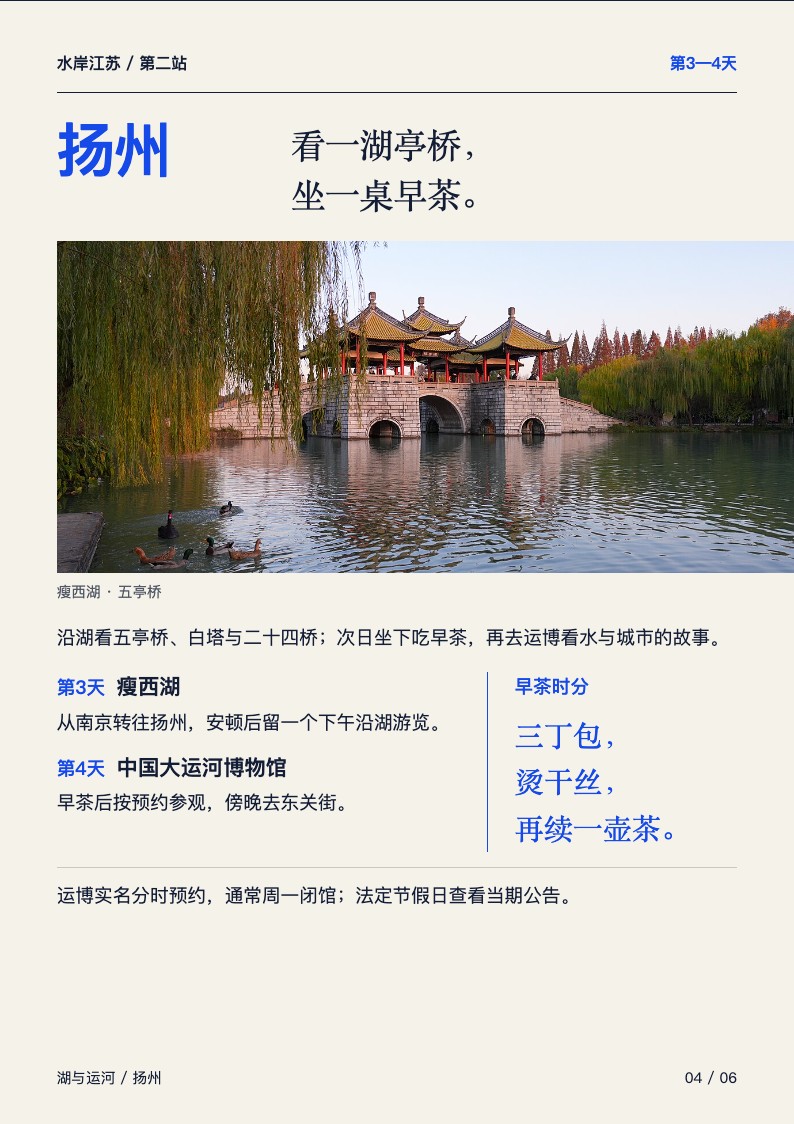 水岸江苏 / 第二站
第3—4天
扬州
看一湖亭桥，
坐一桌早茶。
瘦西湖 · 五亭桥
沿湖看五亭桥、白塔与二十四桥；次日坐下吃早茶，再去运博看水与城市的故事。
第3天 瘦西湖
从南京转往扬州，安顿后留一个下午沿湖游览。
第4天 中国大运河博物馆
早茶后按预约参观，傍晚去东关街。
早茶时分
三丁包，
烫干丝，
再续一壶茶。
运博实名分时预约，通常周一闭馆；法定节假日查看当期公告。
湖与运河 / 扬州
04 / 06